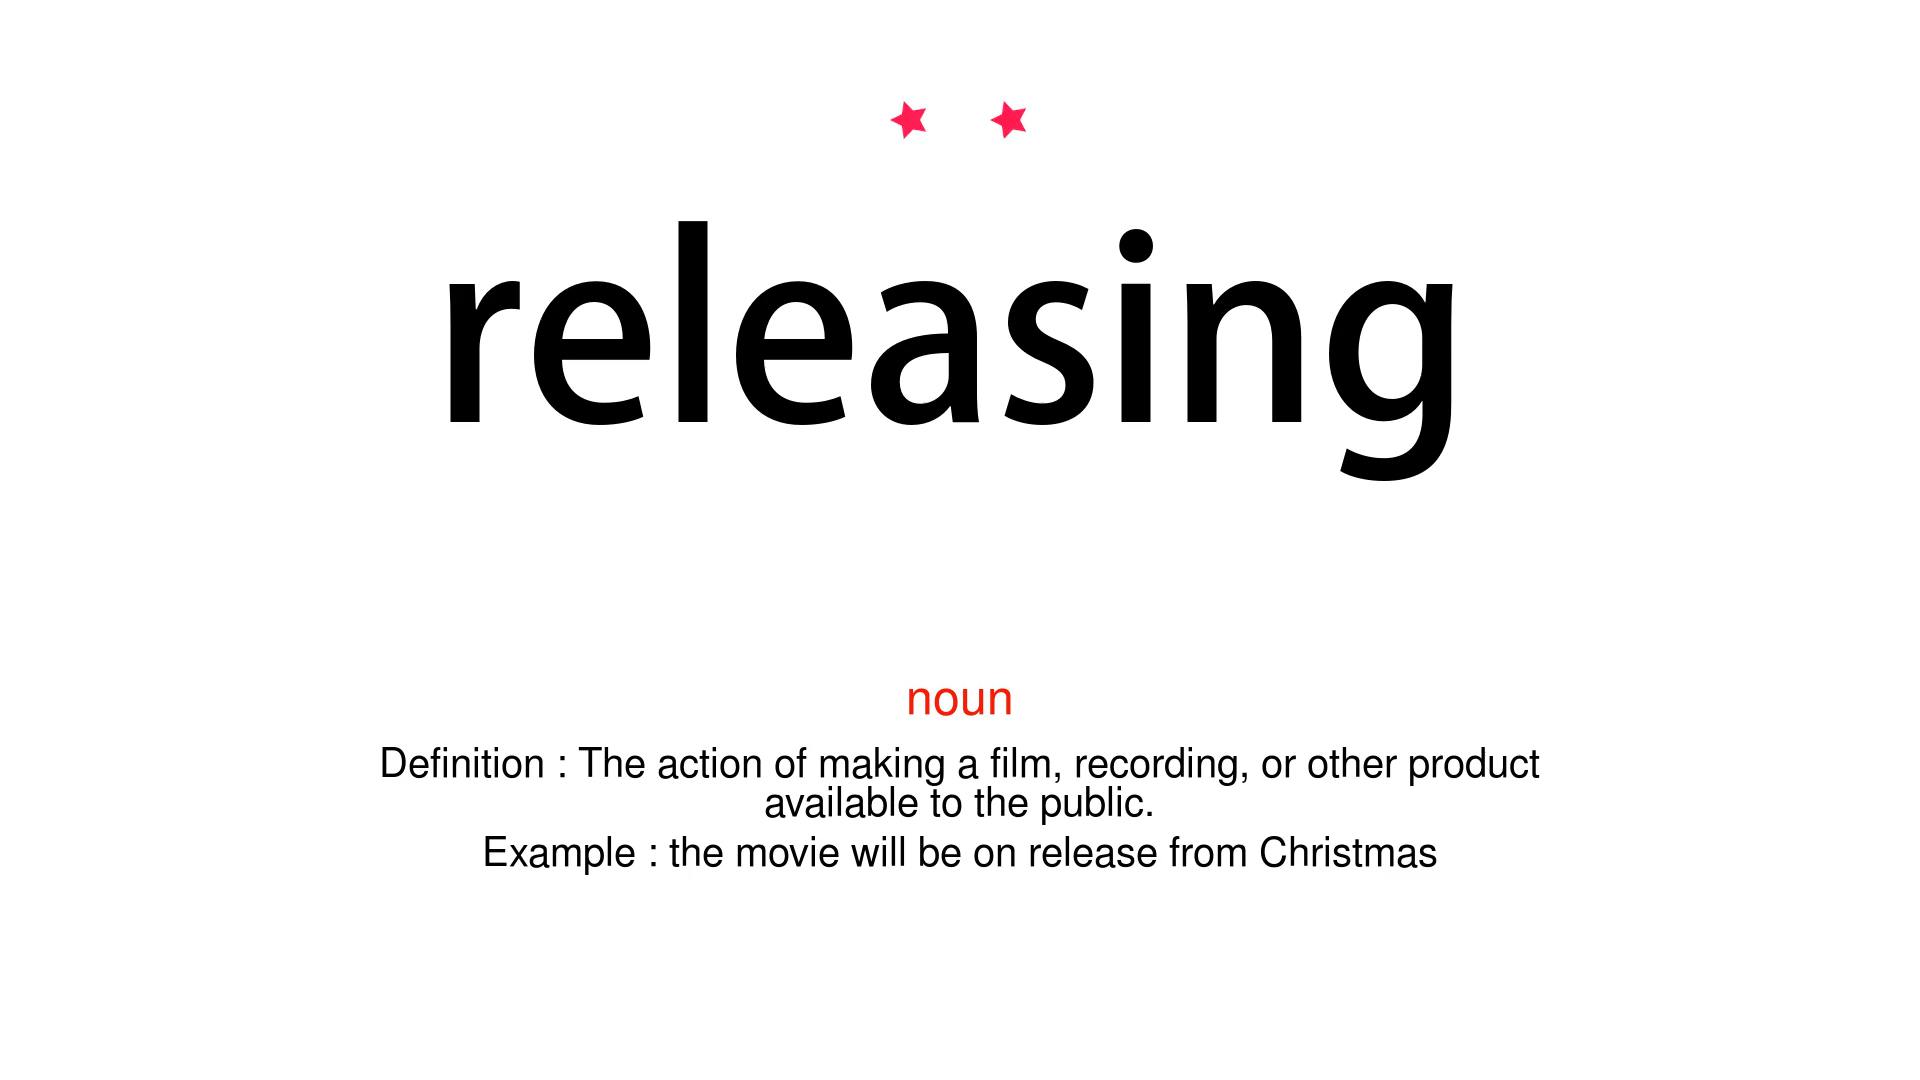 releasing
noun
Definition : The action of making a film, recording, or other product
available to the public.
Example : the movie will be on release from Christmas